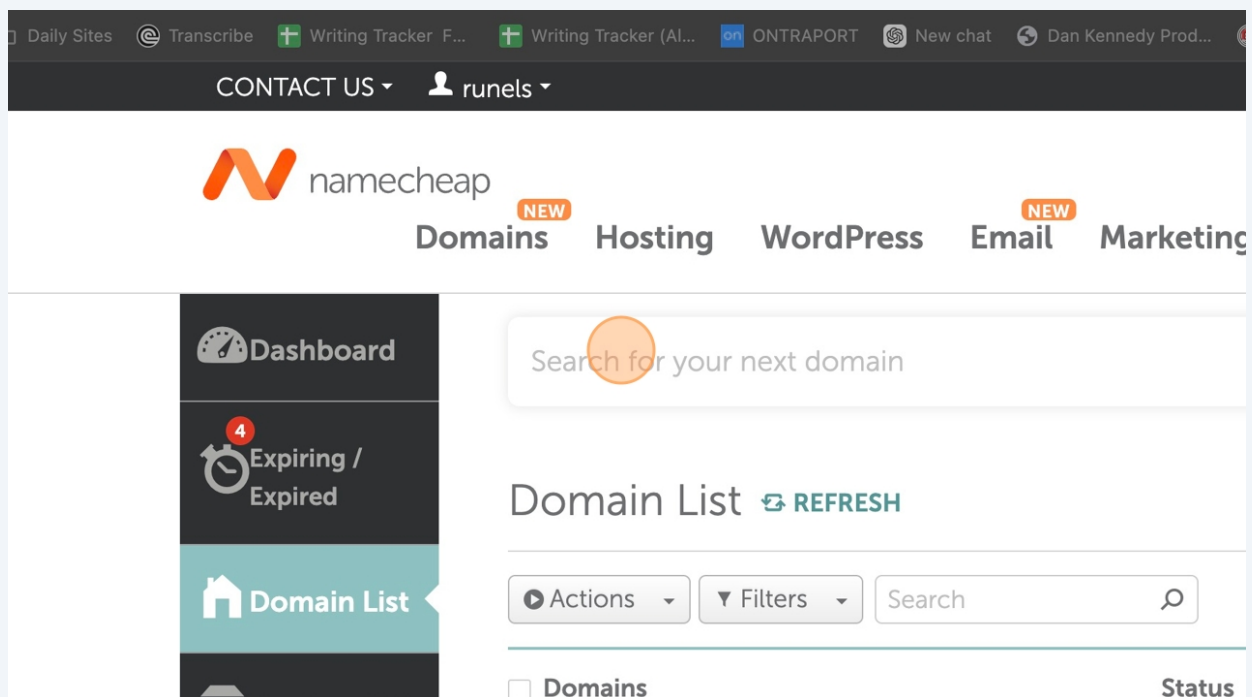 Daily Sites Transcribe Writing Tracker F... Writing Tracker (Al... ONTRAPORT New chat Dan Kennedy Prod...
CONTACT US runels
namecheap
NEW NEW
Domains Hosting WordPress Email Marketing
Dashboard
Search for your next domain
4
Expiring /
Expired
Domain List REFRESH
Domain List
Actions Filters Search
Domains Status